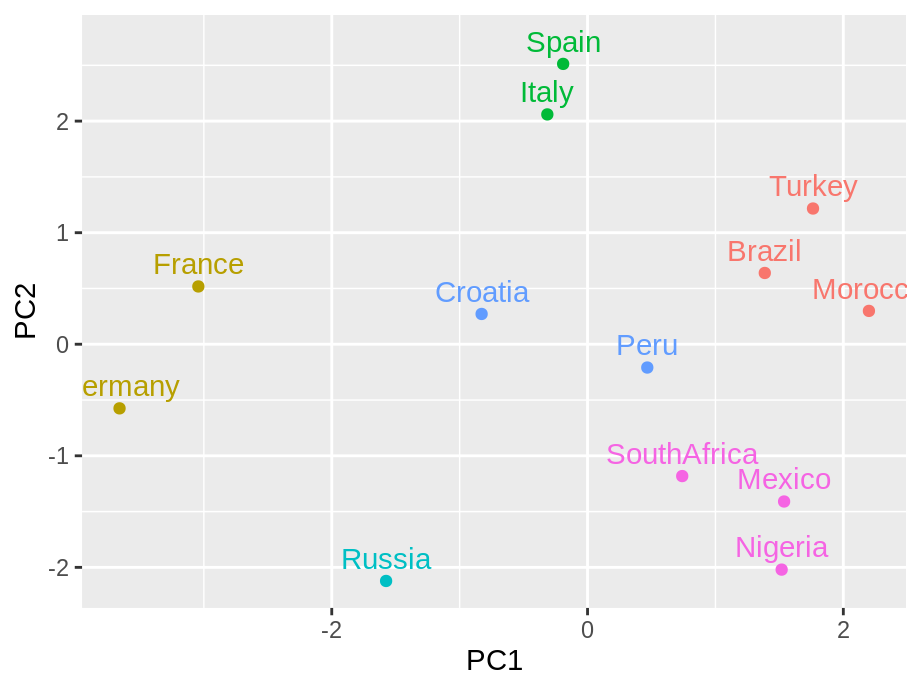 Spain
Italy
2
Turkey
1
Brazil
France
Croatia
Morocc
PC2
0
Peru
ermany
-1
SouthAfrica
Mexico
Nigeria
Russia
-2
-2
0
2
PC1